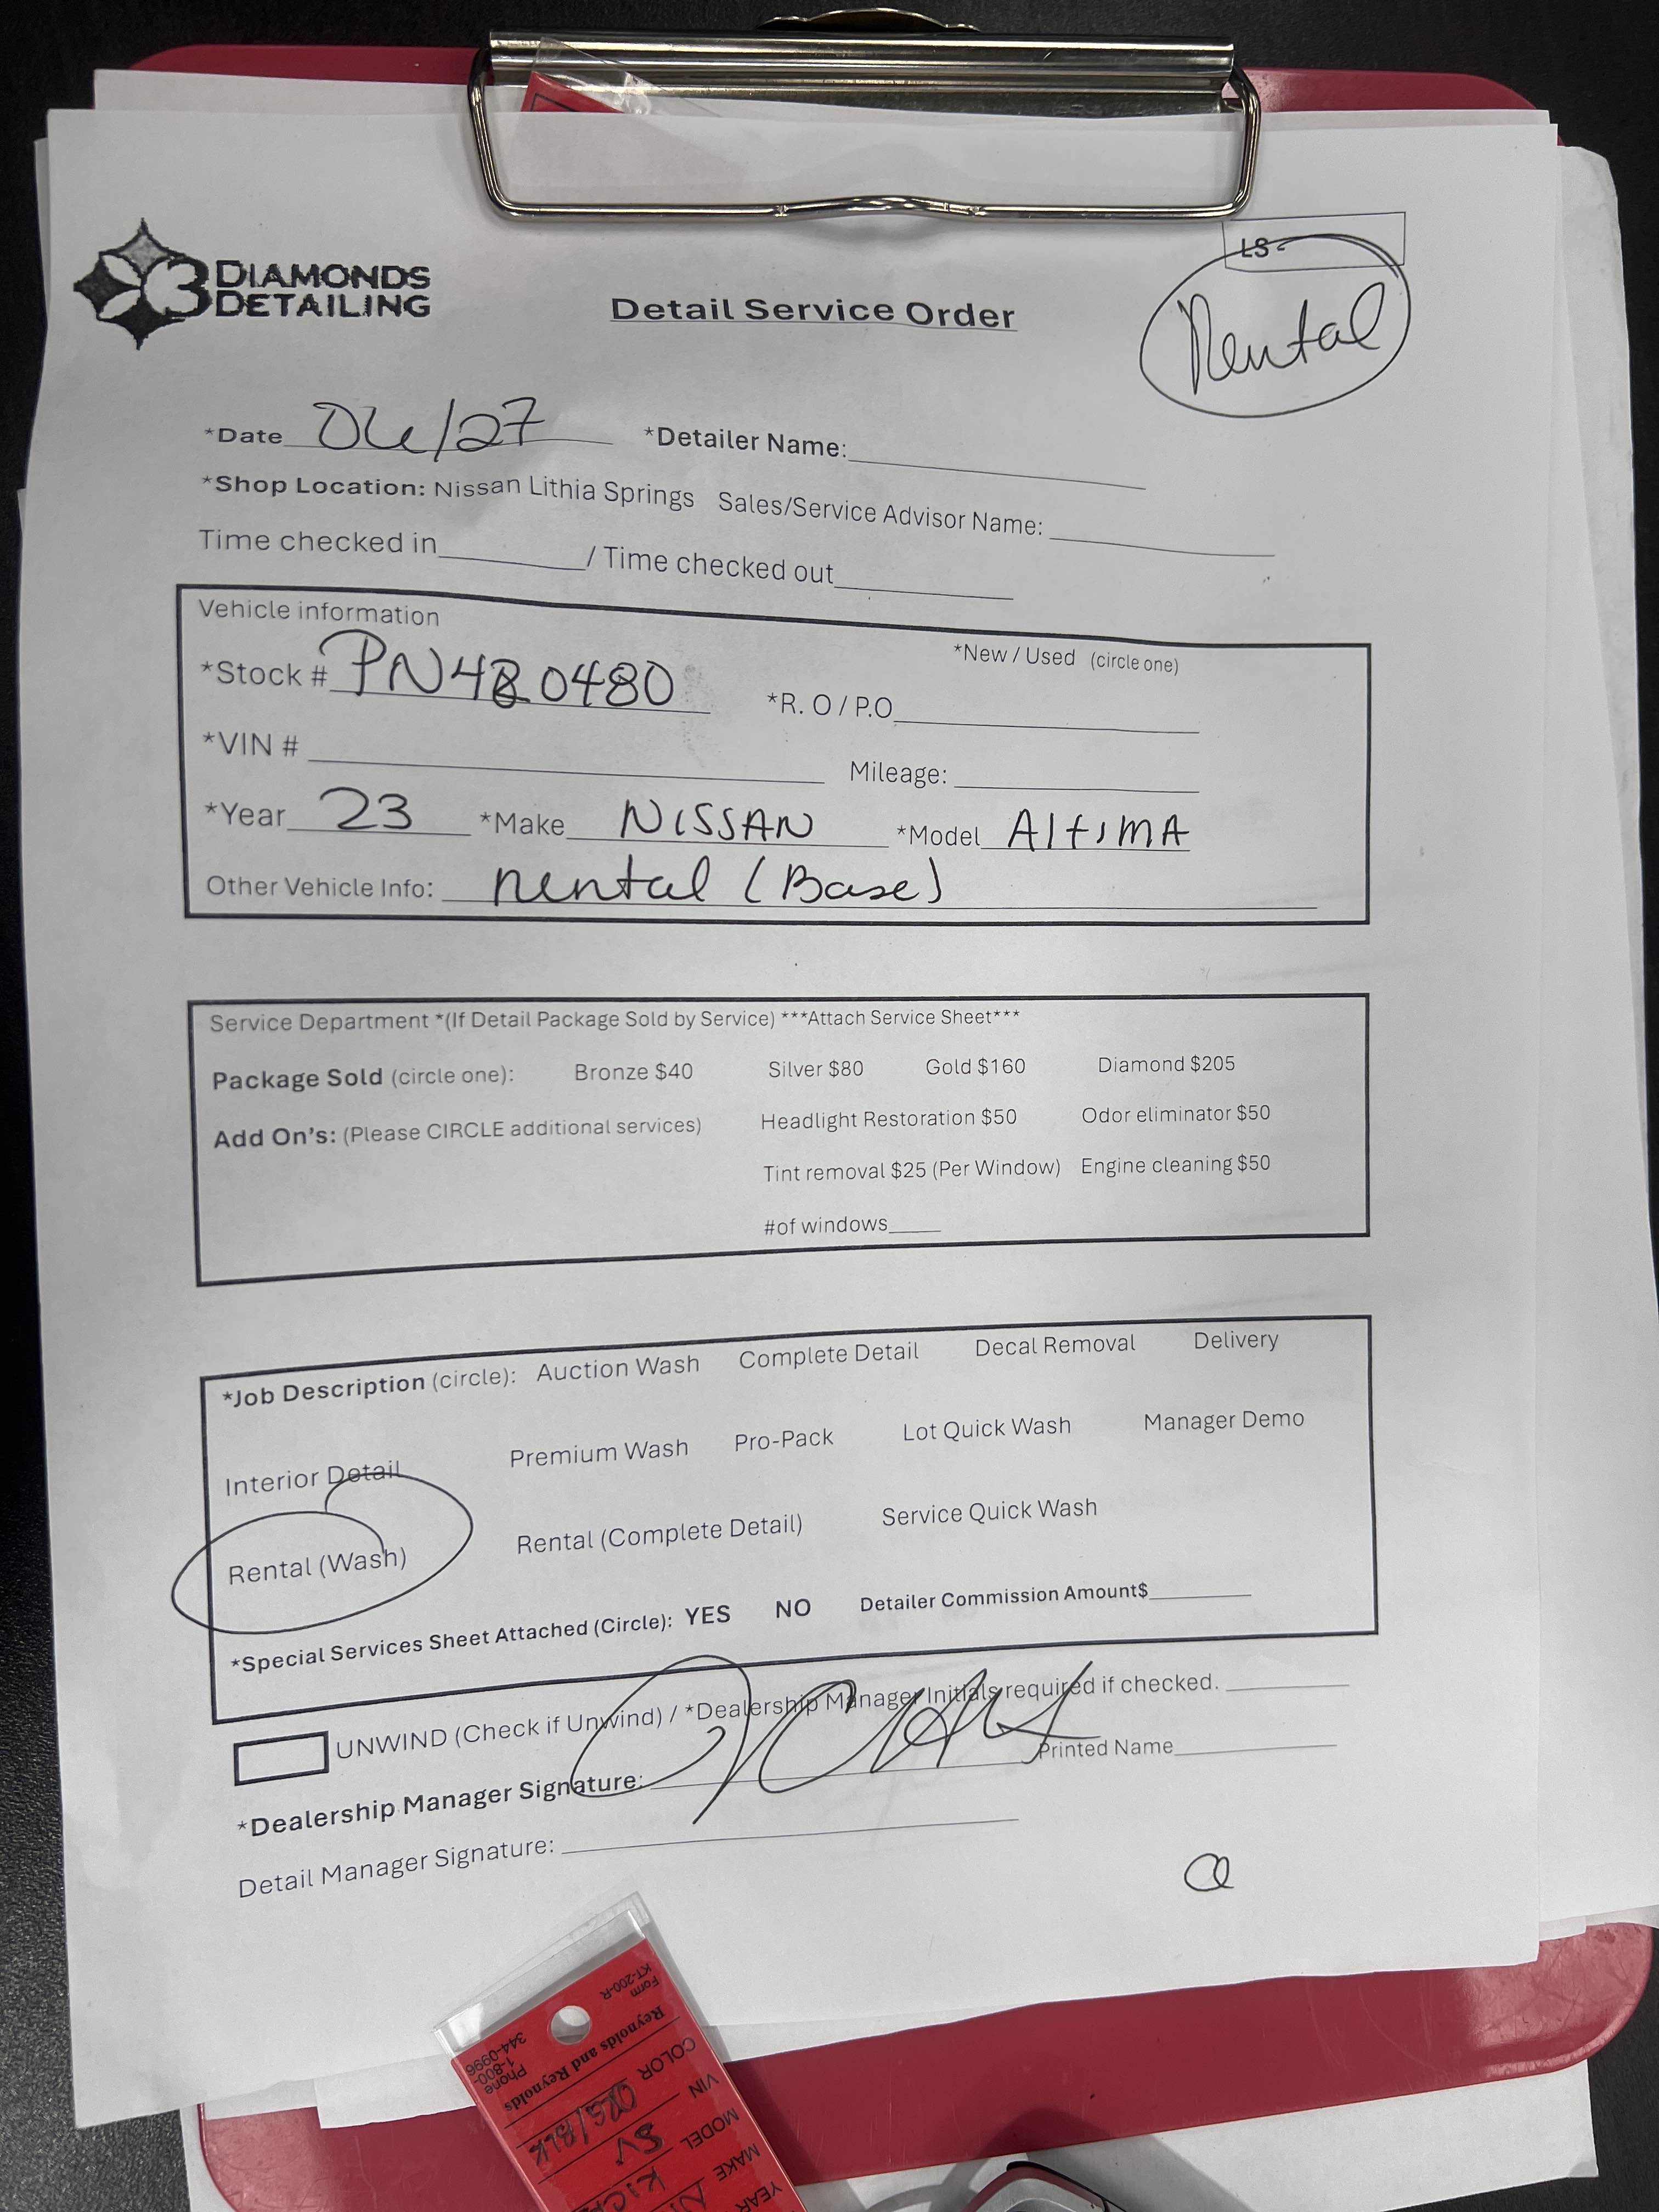 3 DIAMONDS
DETAILING
Detail Service Order
LS-
Rental
*Date 06/27 *Detailer Name:
*Shop Location: Nissan Lithia Springs Sales/Service Advisor Name:
Time checked in / Time checked out
Vehicle information
*New / Used (circle one)
*Stock # PN480480 *R. O / P.O
*VIN # Mileage:
*Year 23 *Make NISSAN *Model AltimA
Other Vehicle Info: Rental (Base)
Service Department *(If Detail Package Sold by Service) ***Attach Service Sheet***
Package Sold (circle one): Bronze $40 Silver $80 Gold $160 Diamond $205
Add On's: (Please CIRCLE additional services) Headlight Restoration $50 Odor eliminator $50
Tint removal $25 (Per Window) Engine cleaning $50
#of windows
*Job Description (circle): Auction Wash Complete Detail Decal Removal Delivery
Interior Detail Premium Wash Pro-Pack Lot Quick Wash Manager Demo
Rental (Wash) Rental (Complete Detail) Service Quick Wash
*Special Services Sheet Attached (Circle): YES NO Detailer Commission Amount$
UNWIND (Check if Unwind) / *Dealership Manager Initials required if checked.
*Dealership Manager Signature: Printed Name
Detail Manager Signature:
Form
KT-200-R
Reynolds and Reynolds
Phone
1-800-
344-0996
COLOR ORG/BLK
VIN
MODEL SV
MAKE
YEAR